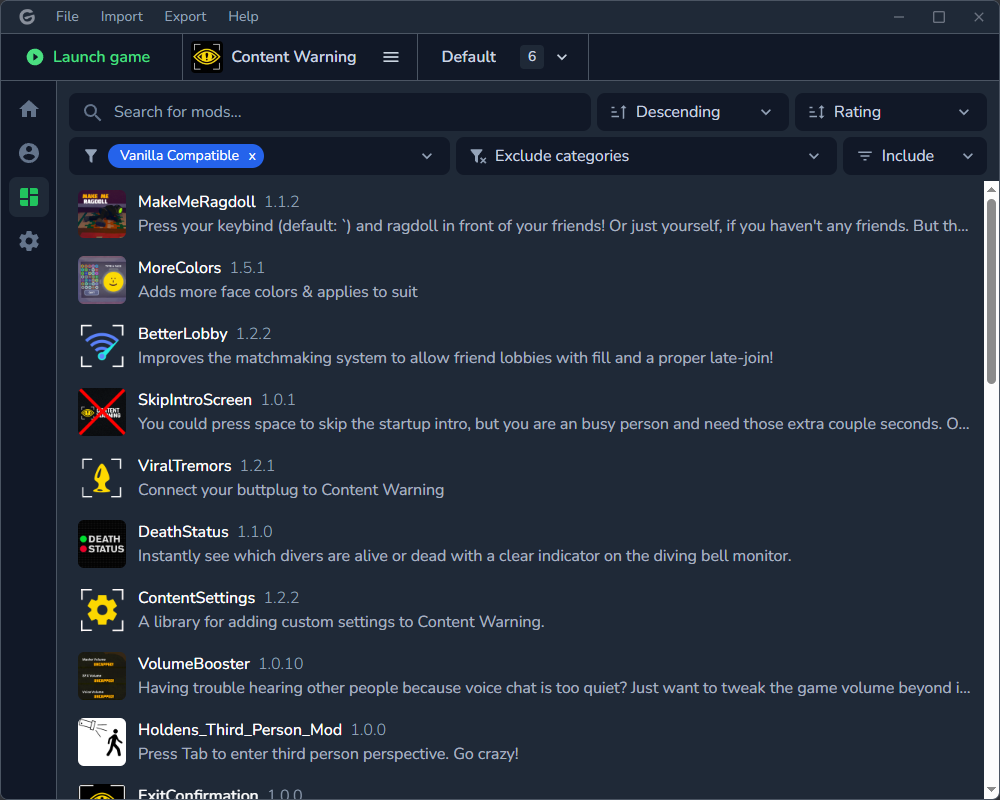 File Import Export Help
Launch game Content Warning Default 6
Search for mods... Descending Rating
Vanilla Compatible x Exclude categories Include
MAKE ME
RAGDOLL
MakeMeRagdoll 1.1.2
Press your keybind (default: `) and ragdoll in front of your friends! Or just yourself, if you haven't any friends. But th...
MoreColors 1.5.1
Adds more face colors & applies to suit
BetterLobby 1.2.2
Improves the matchmaking system to allow friend lobbies with fill and a proper late-join!
SkipIntroScreen 1.0.1
You could press space to skip the startup intro, but you are an busy person and need those extra couple seconds. O...
ViralTremors 1.2.1
Connect your buttplug to Content Warning
DEATH
STATUS
DeathStatus 1.1.0
Instantly see which divers are alive or dead with a clear indicator on the diving bell monitor.
ContentSettings 1.2.2
A library for adding custom settings to Content Warning.
VolumeBooster 1.0.10
Having trouble hearing other people because voice chat is too quiet? Just want to tweak the game volume beyond i...
Holdens_Third_Person_Mod 1.0.0
Press Tab to enter third person perspective. Go crazy!
ExitConfirmation 1.0.0